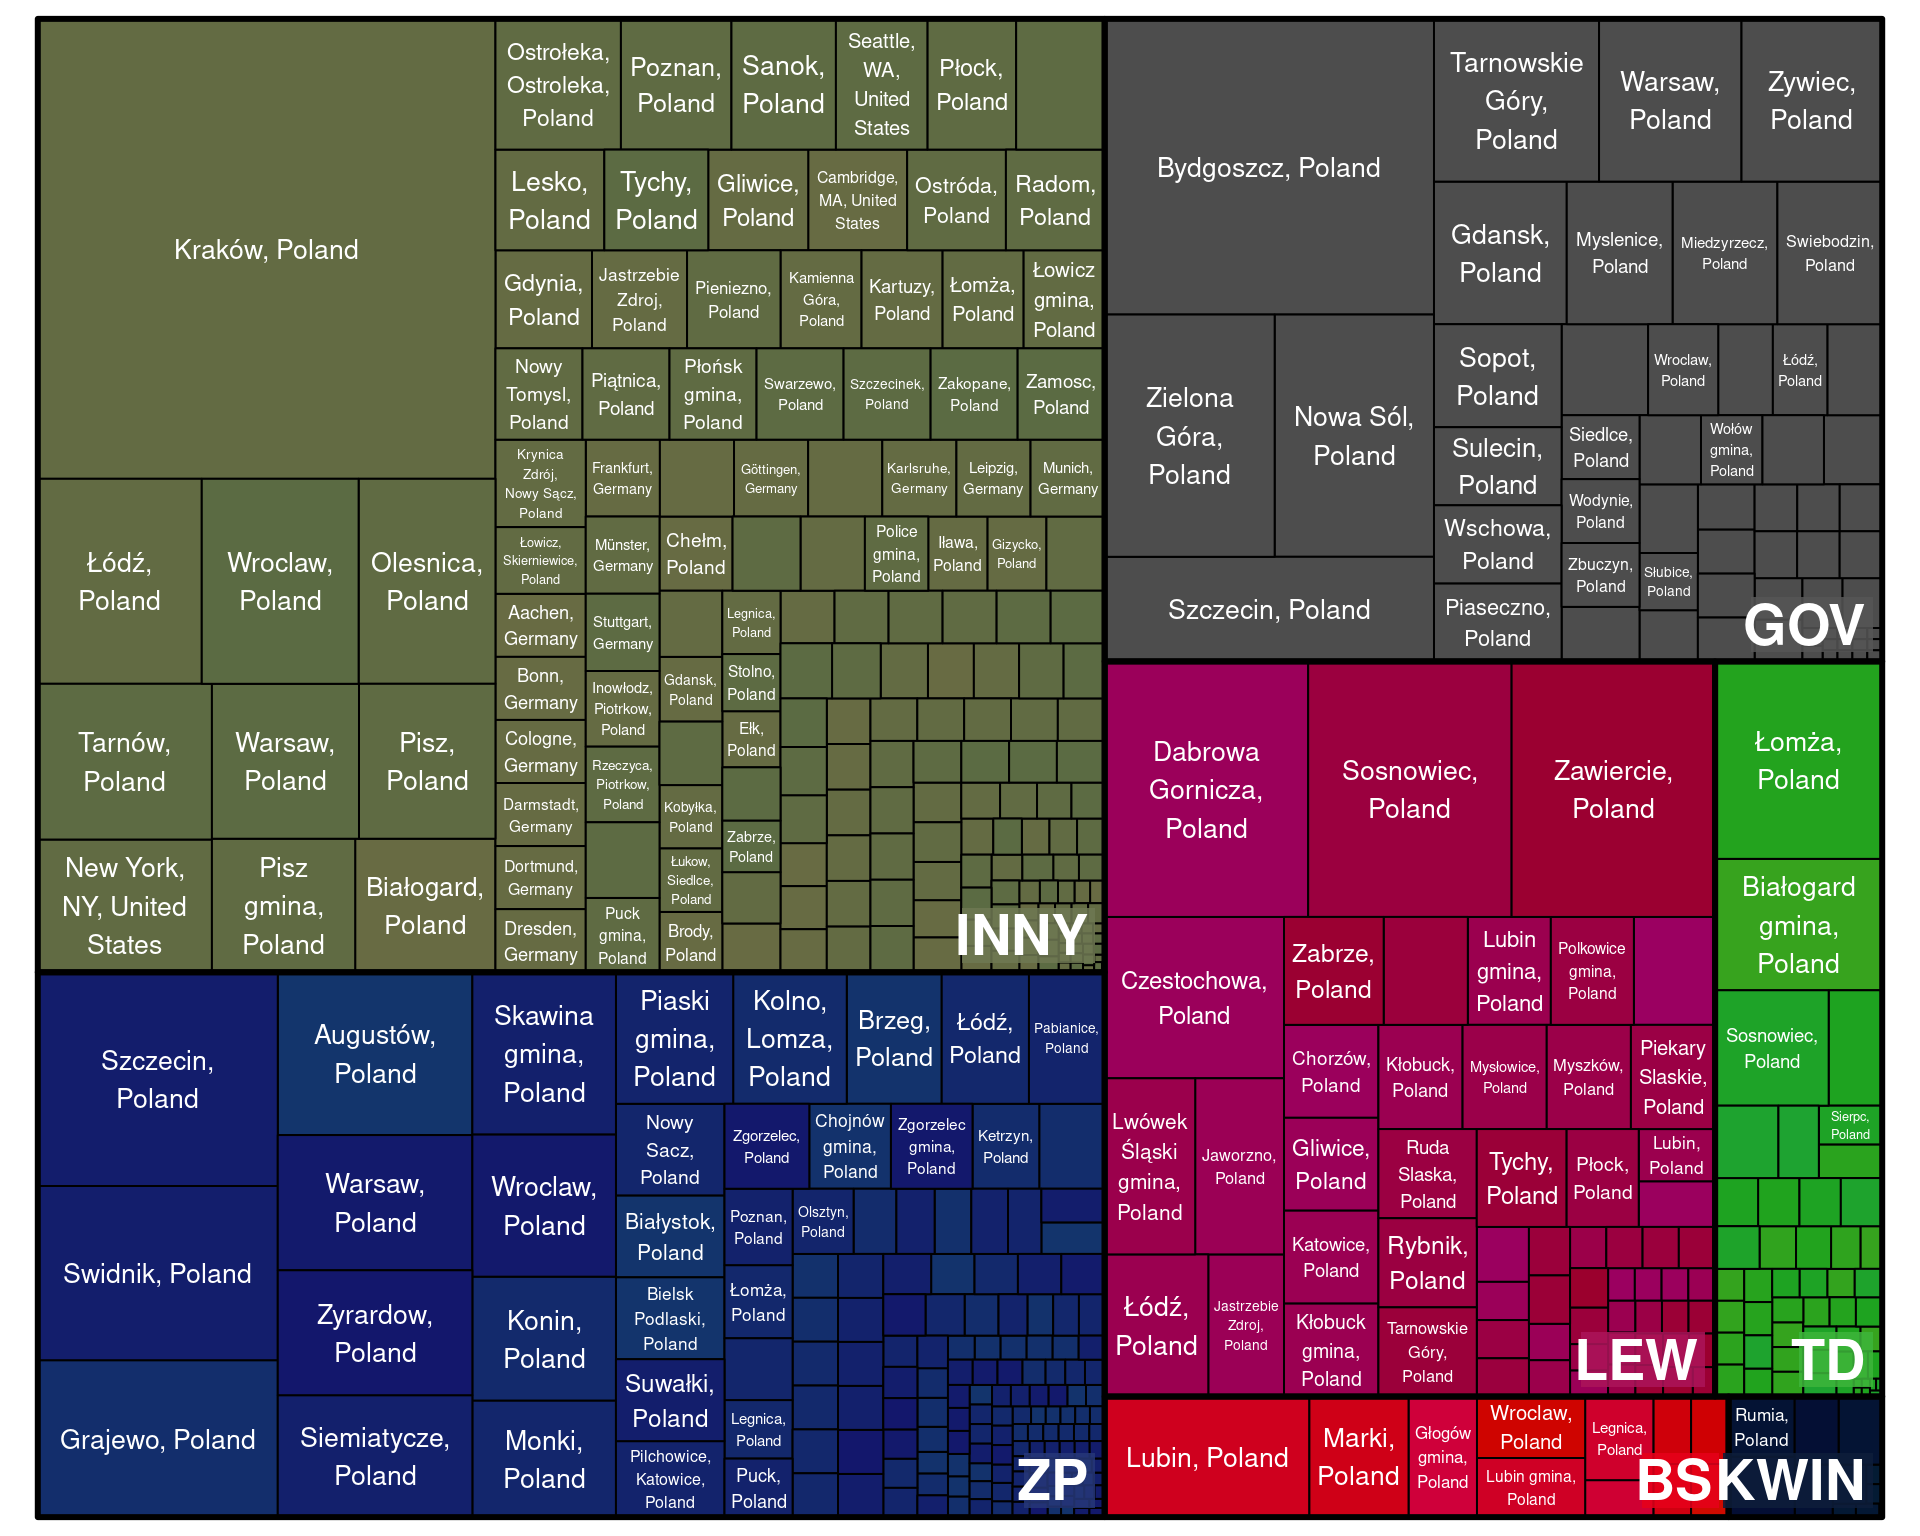 Kraków, Poland
Łódź,
Poland
Wroclaw,
Poland
Olesnica,
Poland
Tarnów,
Poland
Warsaw,
Poland
Pisz,
Poland
New York,
NY, United
States
Pisz
gmina,
Poland
Białogard,
Poland
Ostrołeka,
Ostroleka,
Poland
Poznan,
Poland
Sanok,
Poland
Seattle,
WA,
United
States
Płock,
Poland
Lesko,
Poland
Tychy,
Poland
Gliwice,
Poland
Cambridge,
MA, United
States
Ostróda,
Poland
Radom,
Poland
Gdynia,
Poland
Jastrzebie
Zdroj,
Poland
Pieniezno,
Poland
Kamienna
Góra,
Poland
Kartuzy,
Poland
Łomża,
Poland
Łowicz
gmina,
Poland
Nowy
Tomysl,
Poland
Piątnica,
Poland
Płońsk
gmina,
Poland
Swarzewo,
Poland
Szczecinek,
Poland
Zakopane,
Poland
Zamosc,
Poland
Krynica
Zdrój,
Nowy Sącz,
Poland
Frankfurt,
Germany
Göttingen,
Germany
Karlsruhe,
Germany
Leipzig,
Germany
Munich,
Germany
Łowicz,
Skierniewice,
Poland
Münster,
Germany
Chełm,
Poland
Police
gmina,
Poland
Iława,
Poland
Gizycko,
Poland
Aachen,
Germany
Stuttgart,
Germany
Legnica,
Poland
Bonn,
Germany
Inowłodz,
Piotrkow,
Poland
Gdansk,
Poland
Stolno,
Poland
Cologne,
Germany
Ełk,
Poland
Rzeczyca,
Piotrkow,
Poland
Darmstadt,
Germany
Kobyłka,
Poland
Zabrze,
Poland
Dortmund,
Germany
Łukow,
Siedlce,
Poland
Dresden,
Germany
Puck
gmina,
Poland
Brody,
Poland
INNY
Bydgoszcz, Poland
Tarnowskie
Góry,
Poland
Warsaw,
Poland
Zywiec,
Poland
Gdansk,
Poland
Myslenice,
Poland
Miedzyrzecz,
Poland
Swiebodzin,
Poland
Zielona
Góra,
Poland
Nowa Sól,
Poland
Szczecin, Poland
Sopot,
Poland
Wroclaw,
Poland
Łódź,
Poland
Sulecin,
Poland
Siedlce,
Poland
Wołów
gmina,
Poland
Wschowa,
Poland
Wodynie,
Poland
Zbuczyn,
Poland
Słubice,
Poland
Piaseczno,
Poland
GOV
Dabrowa
Gornicza,
Poland
Sosnowiec,
Poland
Zawiercie,
Poland
Czestochowa,
Poland
Zabrze,
Poland
Lubin
gmina,
Poland
Polkowice
gmina,
Poland
Chorzów,
Poland
Kłobuck,
Poland
Mysłowice,
Poland
Myszków,
Poland
Piekary
Slaskie,
Poland
Lwówek
Śląski
gmina,
Poland
Jaworzno,
Poland
Gliwice,
Poland
Ruda
Slaska,
Poland
Tychy,
Poland
Płock,
Poland
Lubin,
Poland
Katowice,
Poland
Rybnik,
Poland
Łódź,
Poland
Jastrzebie
Zdroj,
Poland
Kłobuck
gmina,
Poland
Tarnowskie
Góry,
Poland
LEW
Łomża,
Poland
Białogard
gmina,
Poland
Sosnowiec,
Poland
Sierpc,
Poland
TD
Szczecin,
Poland
Augustów,
Poland
Skawina
gmina,
Poland
Piaski
gmina,
Poland
Kolno,
Lomza,
Poland
Brzeg,
Poland
Łódź,
Poland
Pabianice,
Poland
Swidnik, Poland
Warsaw,
Poland
Wroclaw,
Poland
Nowy
Sacz,
Poland
Zgorzelec,
Poland
Chojnów
gmina,
Poland
Zgorzelec
gmina,
Poland
Ketrzyn,
Poland
Białystok,
Poland
Poznan,
Poland
Olsztyn,
Poland
Zyrardow,
Poland
Konin,
Poland
Bielsk
Podlaski,
Poland
Łomża,
Poland
Grajewo, Poland
Siemiatycze,
Poland
Monki,
Poland
Suwałki,
Poland
Legnica,
Poland
Pilchowice,
Katowice,
Poland
Puck,
Poland
ZP
Lubin, Poland
Marki,
Poland
Głogów
gmina,
Poland
Wroclaw,
Poland
Lubin gmina,
Poland
Legnica,
Poland
BS
Rumia,
Poland
KWIN